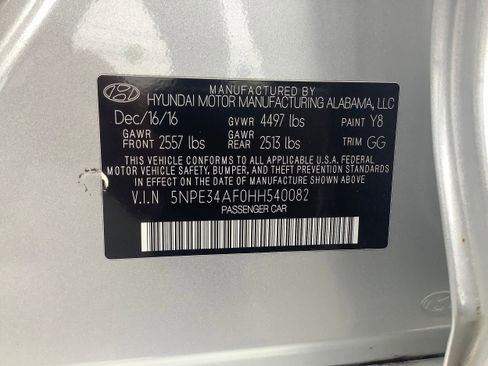 MANUFACTURED BY
HYUNDAI MOTOR MANUFACTURING ALABAMA, LLC
Dec/16/16 GVWR 4497 lbs PAINT Y8
GAWR FRONT 2557 lbs GAWR REAR 2513 lbs TRIM GG
THIS VEHICLE CONFORMS TO ALL APPLICABLE U.S.A. FEDERAL
MOTOR VEHICLE SAFETY, BUMPER, AND THEFT PREVENTION STANDARDS
IN EFFECT ON THE DATE OF MANUFACTURE SHOWN ABOVE.
V.I.N 5NPE34AF0HH540082
PASSENGER CAR